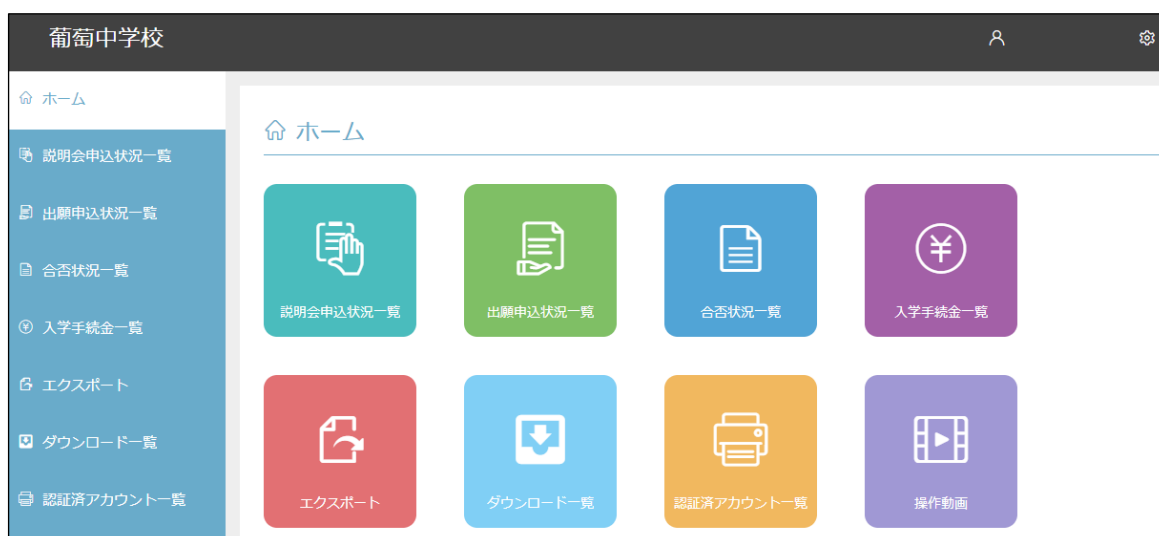 葡萄中学校
ホーム
説明会申込状況一覧
出願申込状況一覧
合否状況一覧
入学手続金一覧
エクスポート
ダウンロード一覧
認証済アカウント一覧
ホーム
説明会申込状況一覧
出願申込状況一覧
合否状況一覧
入学手続金一覧
エクスポート
ダウンロード一覧
認証済アカウント一覧
操作動画